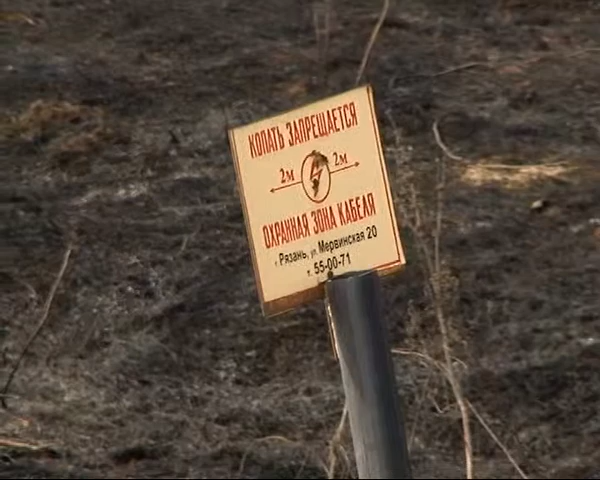 КОПАТЬ ЗАПРЕЩАЕТСЯ
2м 2м
ОХРАННАЯ ЗОНА КАБЕЛЯ
г. Рязань, ул. Мервинская 20
т. 55-00-71